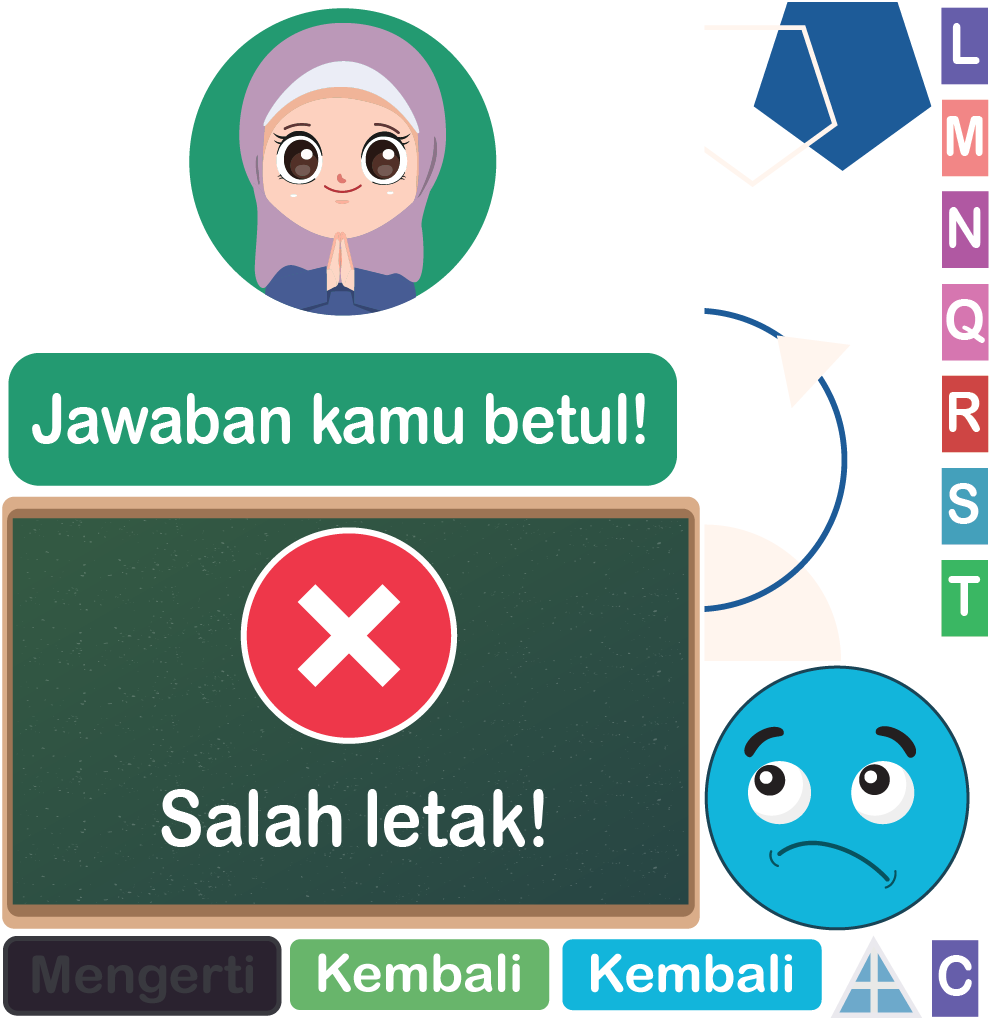 L
M
N
Q
R
S
T
Jawaban kamu betul!
Salah letak!
Mengerti
Kembali
Kembali
C